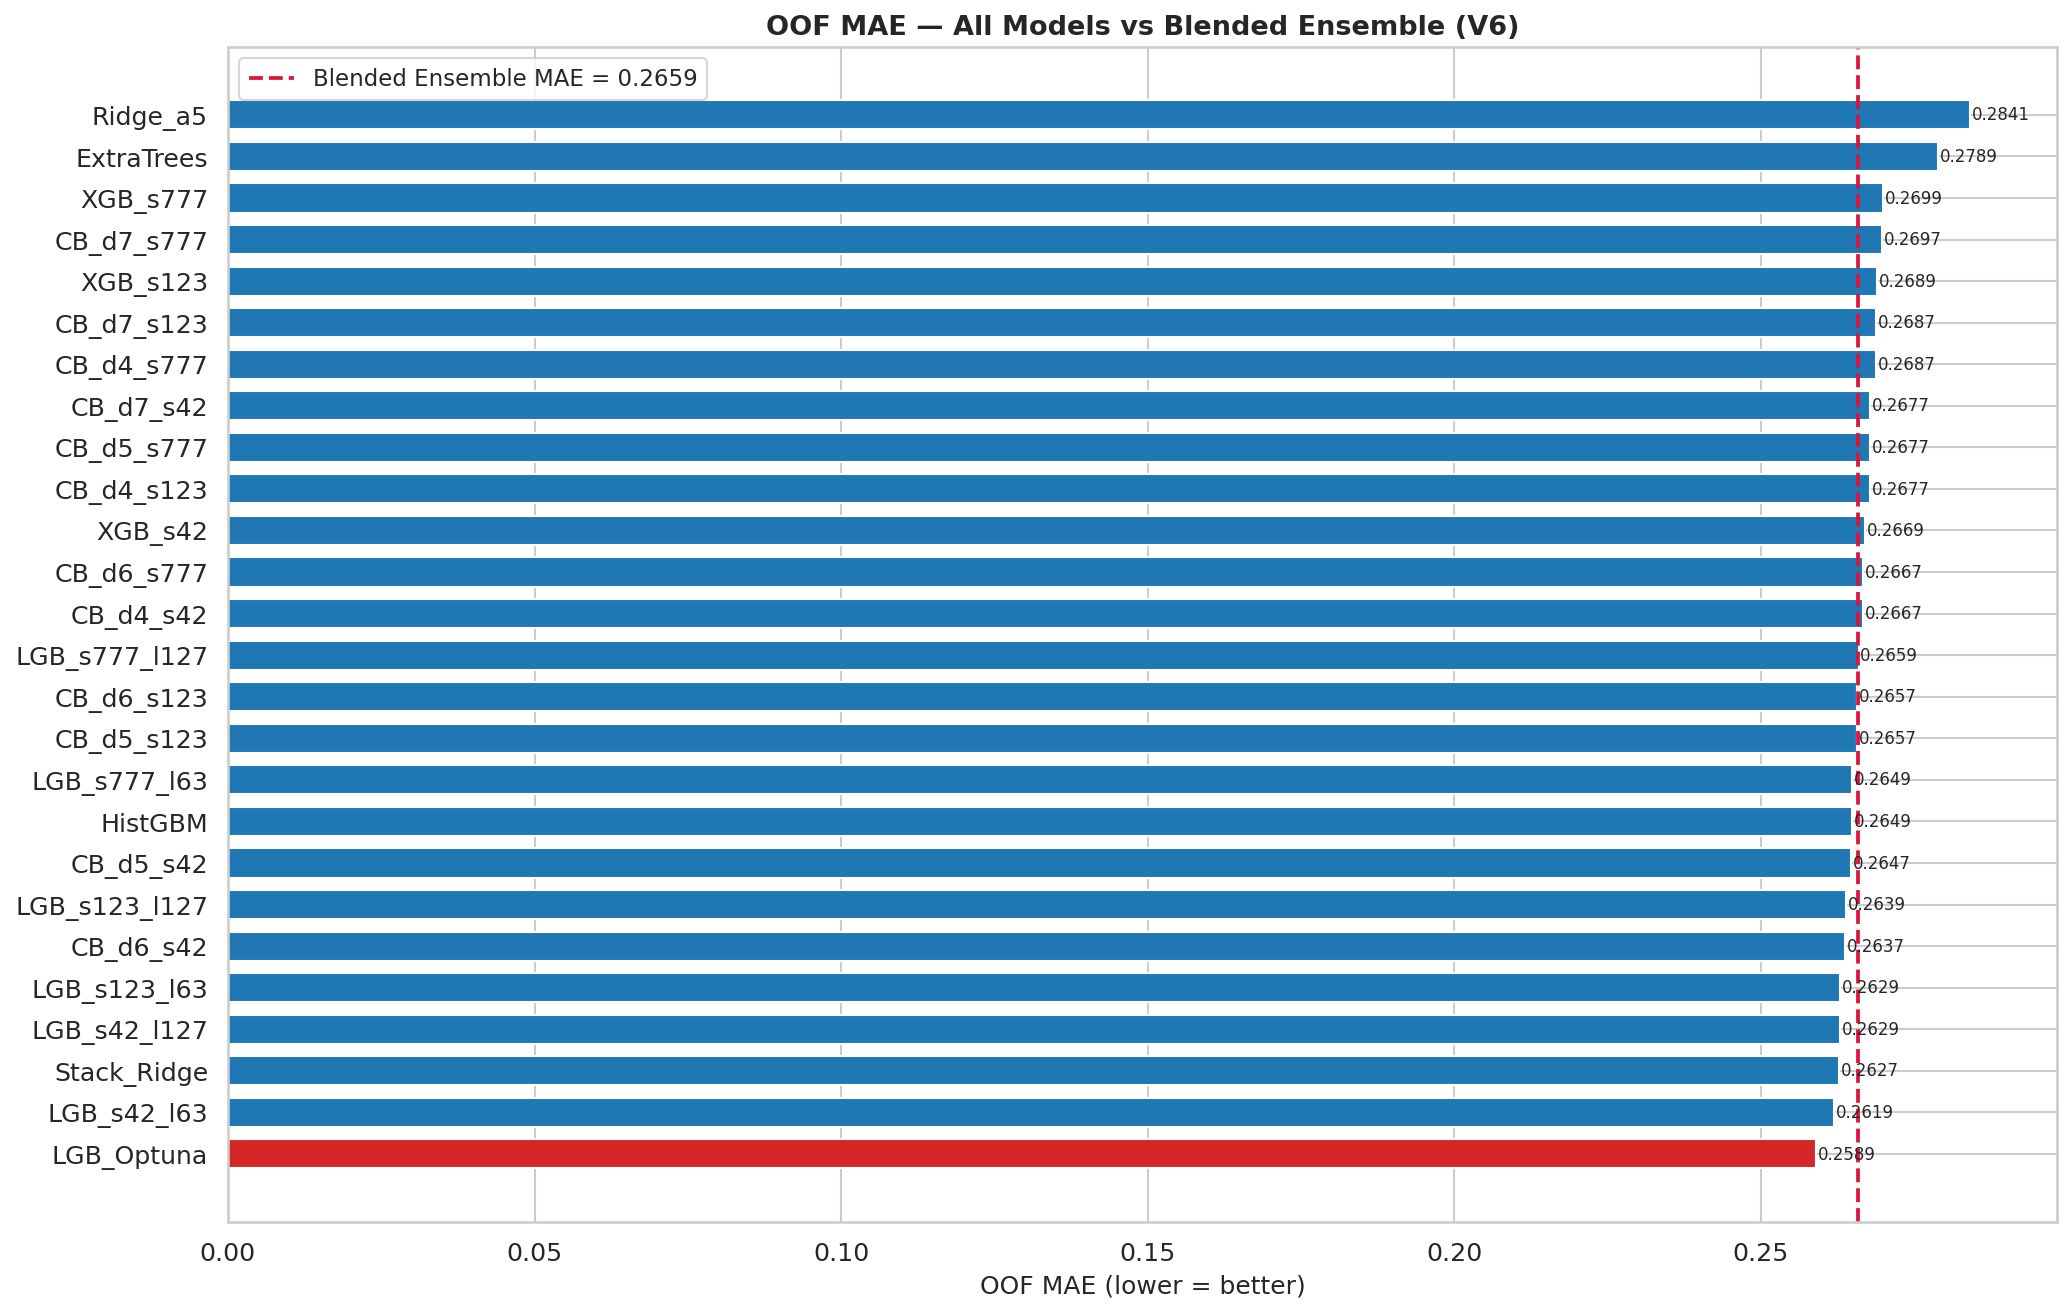 OOF MAE — All Models vs Blended Ensemble (V6)
Blended Ensemble MAE = 0.2659
Ridge_a5 0.2841
ExtraTrees 0.2789
XGB_s777 0.2699
CB_d7_s777 0.2697
XGB_s123 0.2689
CB_d7_s123 0.2687
CB_d4_s777 0.2687
CB_d7_s42 0.2677
CB_d5_s777 0.2677
CB_d4_s123 0.2677
XGB_s42 0.2669
CB_d6_s777 0.2667
CB_d4_s42 0.2667
LGB_s777_l127 0.2659
CB_d6_s123 0.2657
CB_d5_s123 0.2657
LGB_s777_l63 0.2649
HistGBM 0.2649
CB_d5_s42 0.2647
LGB_s123_l127 0.2639
CB_d6_s42 0.2637
LGB_s123_l63 0.2629
LGB_s42_l127 0.2629
Stack_Ridge 0.2627
LGB_s42_l63 0.2619
LGB_Optuna 0.2589
0.00 0.05 0.10 0.15 0.20 0.25
OOF MAE (lower = better)